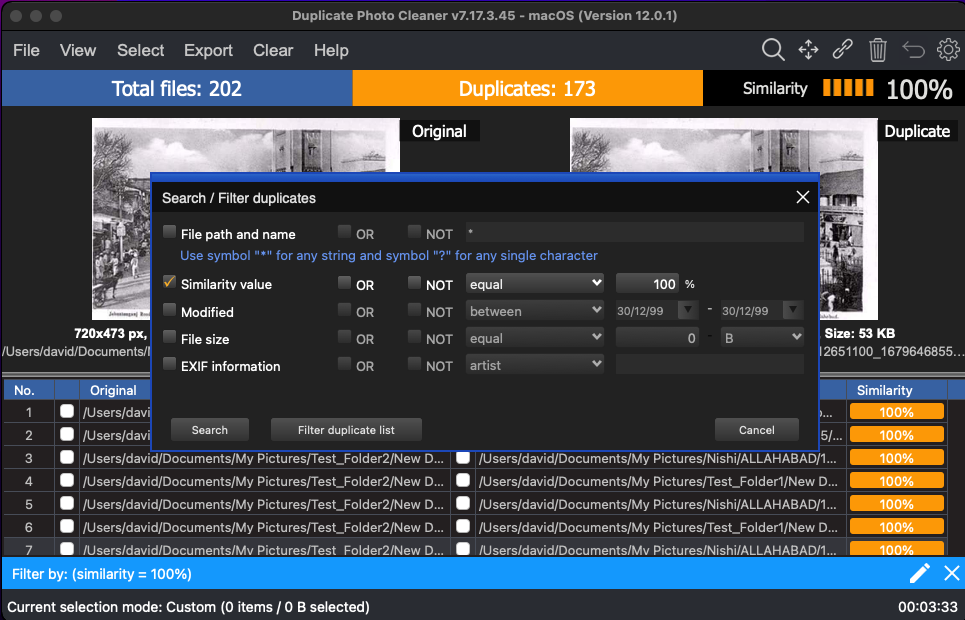 Duplicate Photo Cleaner v7.17.3.45 - macOS (Version 12.0.1)
File View Select Export Clear Help
Total files: 202 Duplicates: 173 Similarity 100%
Original Duplicate
Search / Filter duplicates
File path and name OR NOT *
Use symbol "*" for any string and symbol "?" for any single character
Similarity value OR NOT equal 100 %
Modified OR NOT between 30/12/99 - 30/12/99
File size OR NOT equal 0 - B
EXIF information OR NOT artist
Search Filter duplicate list Cancel
720x473 px, Size: 53 KB
/Users/david/Documents/ 12651100_1679646855...
No. Original Similarity
1 /Users/davi 100%
2 /Users/davi 5/... 100%
3 /Users/david/Documents/My Pictures/Test_Folder2/New D... /Users/david/Documents/My Pictures/Nishi/ALLAHABAD/1... 100%
4 /Users/david/Documents/My Pictures/Test_Folder2/New D... /Users/david/Documents/My Pictures/Test_Folder1/New D... 100%
5 /Users/david/Documents/My Pictures/Test_Folder2/New D... /Users/david/Documents/My Pictures/Nishi/ALLAHABAD/1... 100%
6 /Users/david/Documents/My Pictures/Test_Folder2/New D... /Users/david/Documents/My Pictures/Test_Folder1/New D... 100%
7 /Users/david/Documents/My Pictures/Test_Folder2/New D... /Users/david/Documents/My Pictures/Nishi/ALLAHABAD/1... 100%
Filter by: (similarity = 100%)
Current selection mode: Custom (0 items / 0 B selected) 00:03:33